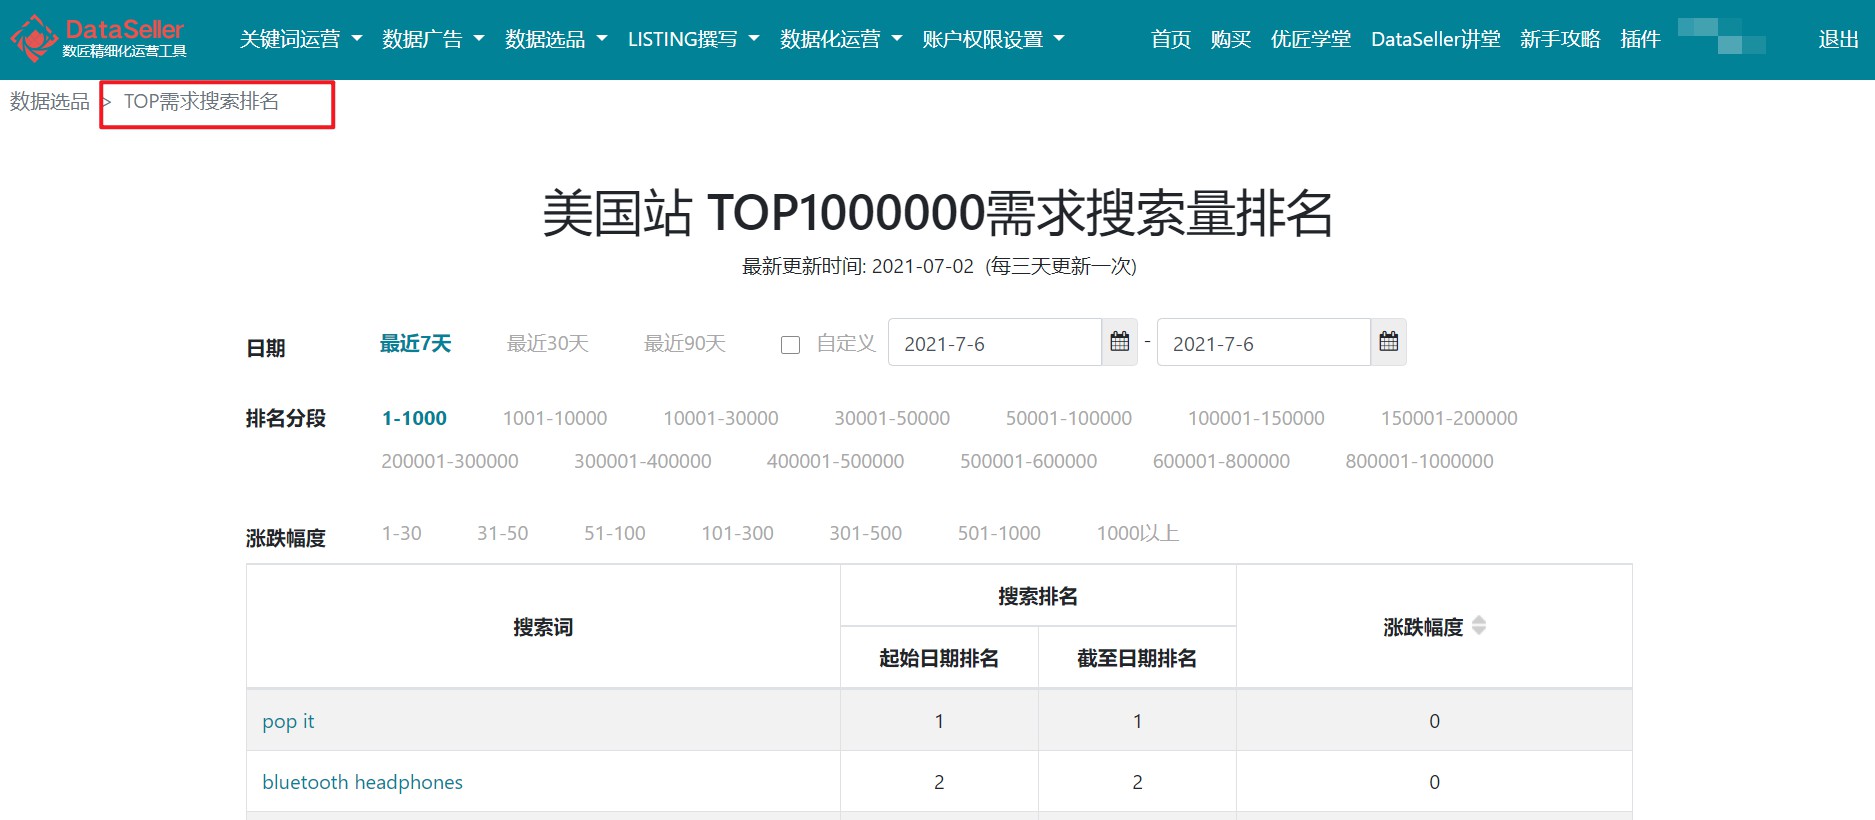 DataSeller
数匠精细化运营工具
关键词运营 数据广告 数据选品 LISTING撰写 数据化运营 账户权限设置 首页 购买 优匠学堂 DataSeller讲堂 新手攻略 插件 退出
数据选品 > TOP需求搜索排名
美国站 TOP1000000需求搜索量排名
最新更新时间: 2021-07-02 (每三天更新一次)
日期 最近7天 最近30天 最近90天 自定义 2021-7-6 - 2021-7-6
排名分段 1-1000 1001-10000 10001-30000 30001-50000 50001-100000 100001-150000 150001-200000
200001-300000 300001-400000 400001-500000 500001-600000 600001-800000 800001-1000000
涨跌幅度 1-30 31-50 51-100 101-300 301-500 501-1000 1000以上
搜索词 搜索排名 涨跌幅度
起始日期排名 截至日期排名
pop it 1 1 0
bluetooth headphones 2 2 0